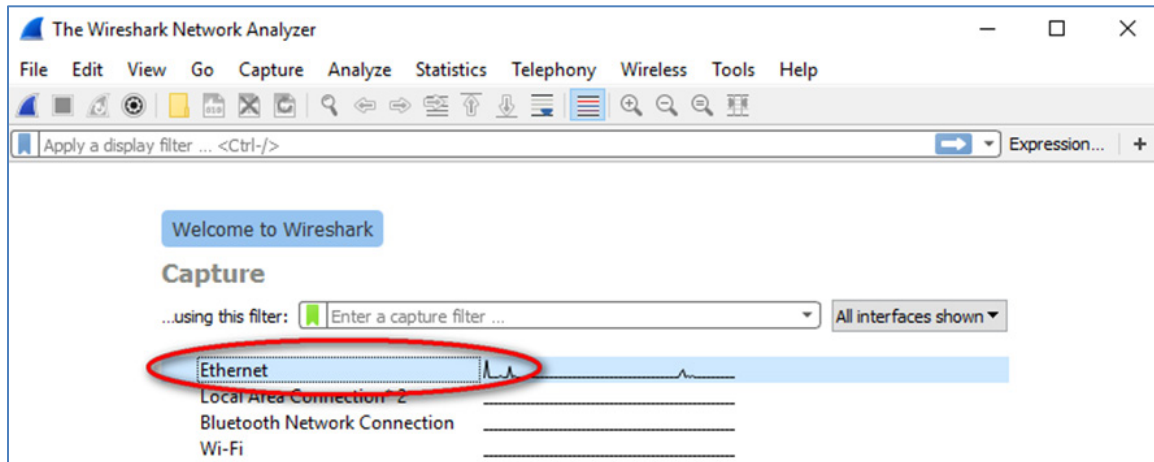 The Wireshark Network Analyzer
File Edit View Go Capture Analyze Statistics Telephony Wireless Tools Help
Apply a display filter ... <Ctrl-/> Expression... +
Welcome to Wireshark
Capture
...using this filter: Enter a capture filter ... All interfaces shown
Ethernet
Local Area Connection* 2
Bluetooth Network Connection
Wi-Fi